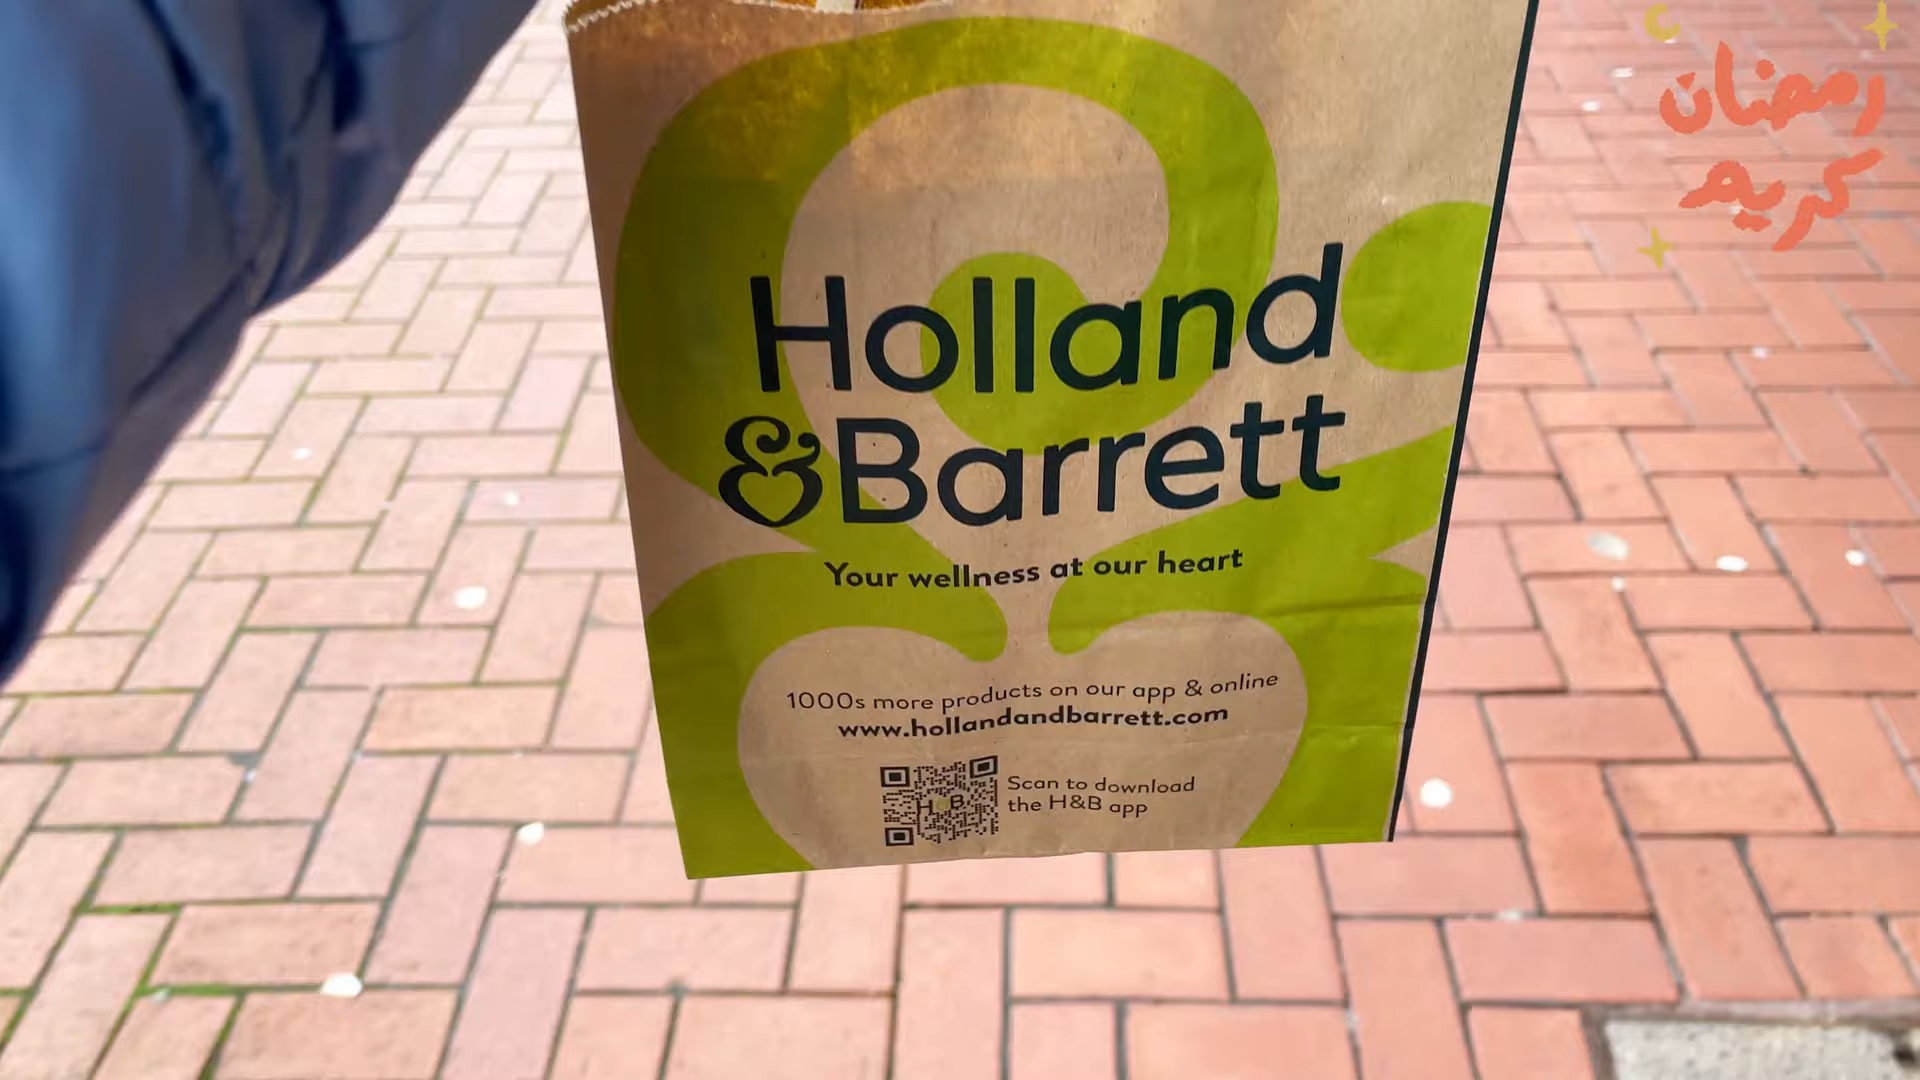 Holland
&Barrett
Your wellness at our heart
1000s more products on our app & online
www.hollandandbarrett.com
H&B
Scan to download
the H&B app
رمضان
كريم